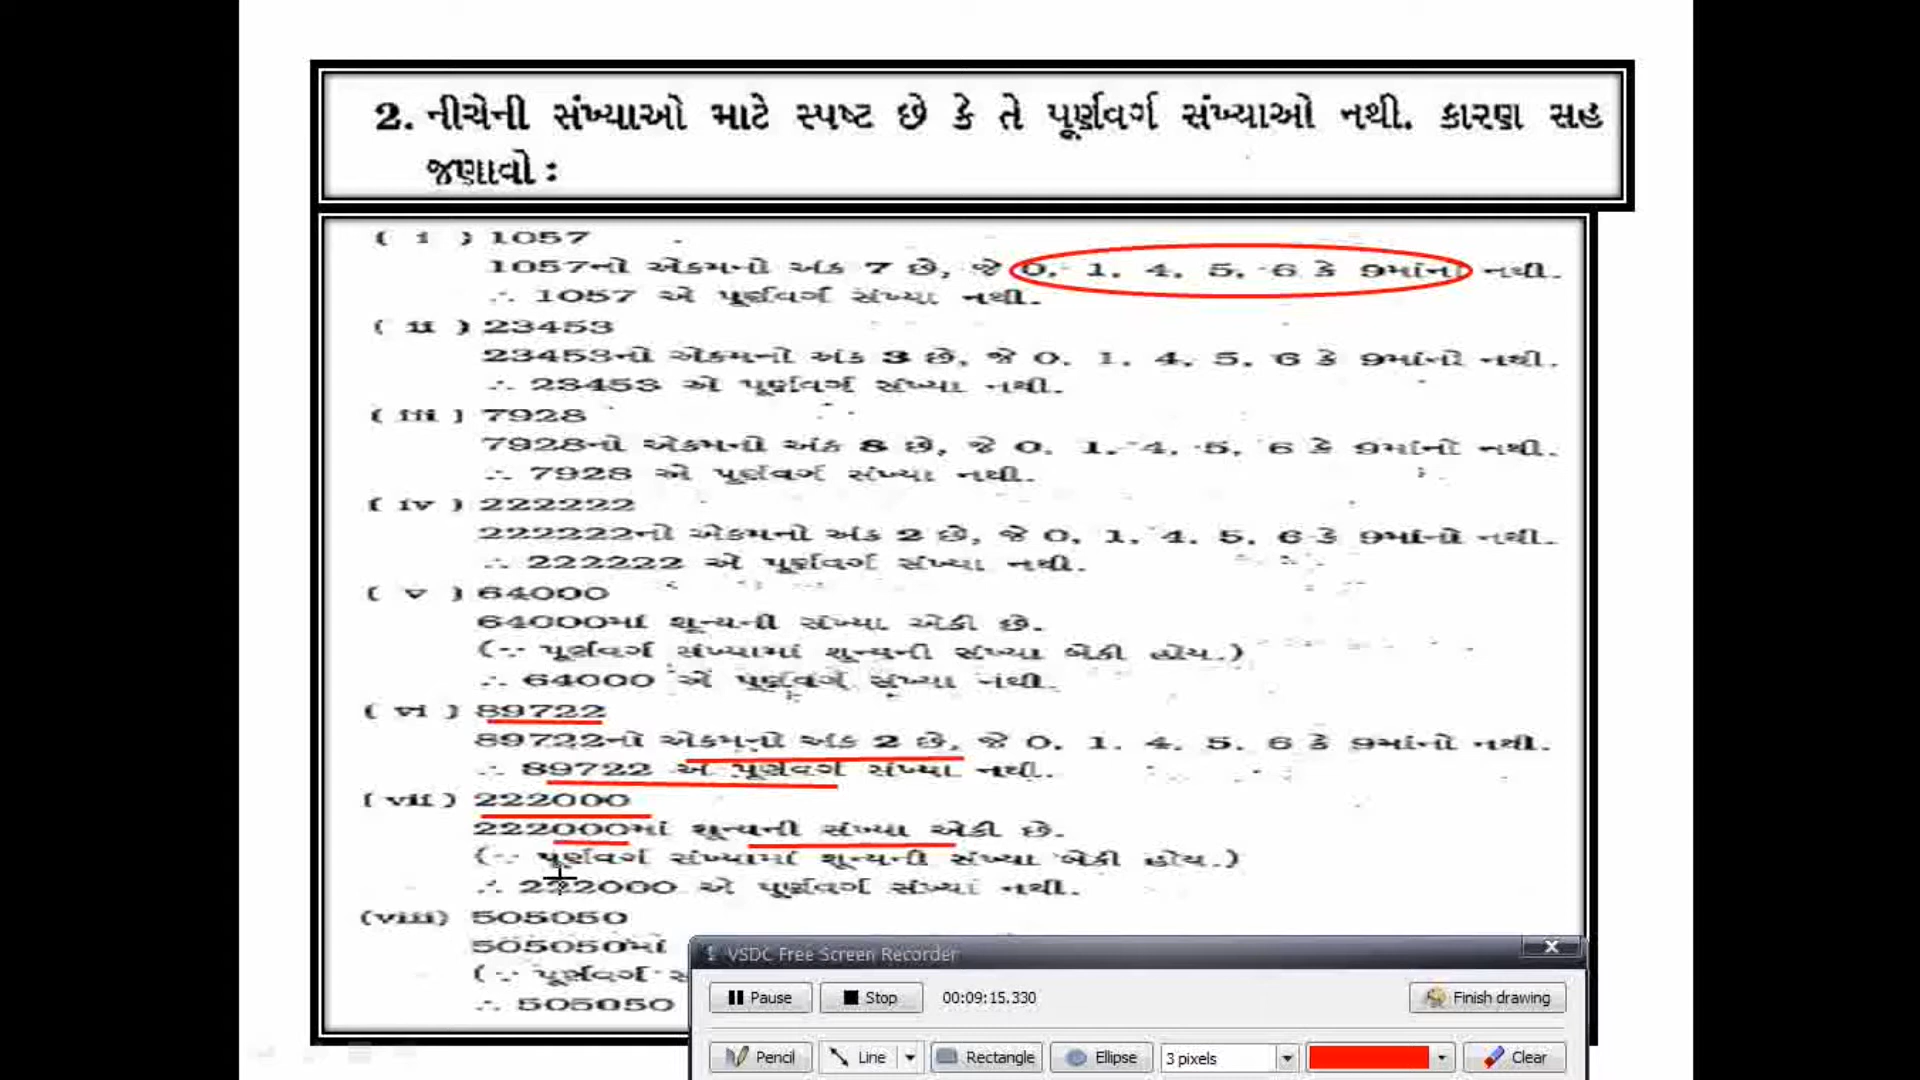 2. નીચેની સંખ્યાઓ માટે સ્પષ્ટ છે કે તે પૂર્ણવર્ગ સંખ્યાઓ નથી. કારણ સહ
જણાવો :
( i ) 1057
1057નો એકમનો અંક 7 છે, જે 0, 1, 4, 5, 6 કે 9માંનો નથી.
∴ 1057 એ પૂર્ણવર્ગ સંખ્યા નથી.
( ii ) 23453
23453નો એકમનો અંક 3 છે, જે 0, 1, 4, 5, 6 કે 9માંનો નથી.
∴ 23453 એ પૂર્ણવર્ગ સંખ્યા નથી.
( iii ) 7928
7928નો એકમનો અંક 8 છે, જે 0, 1, 4, 5, 6 કે 9માંનો નથી.
∴ 7928 એ પૂર્ણવર્ગ સંખ્યા નથી.
( iv ) 222222
222222નો એકમનો અંક 2 છે, જે 0, 1, 4, 5, 6 કે 9માંનો નથી.
∴ 222222 એ પૂર્ણવર્ગ સંખ્યા નથી.
( v ) 64000
64000માં શૂન્યની સંખ્યા એકી છે.
(∵ પૂર્ણવર્ગ સંખ્યામાં શૂન્યની સંખ્યા બેકી હોય.)
∴ 64000 એ પૂર્ણવર્ગ સંખ્યા નથી.
( vi ) 89722
89722નો એકમનો અંક 2 છે, જે 0, 1, 4, 5, 6 કે 9માંનો નથી.
∴ 89722 એ પૂર્ણવર્ગ સંખ્યા નથી.
( vii ) 222000
222000માં શૂન્યની સંખ્યા એકી છે.
(∵ પૂર્ણવર્ગ સંખ્યામાં શૂન્યની સંખ્યા બેકી હોય.)
∴ 222000 એ પૂર્ણવર્ગ સંખ્યા નથી.
(viii) 505050
505050માં
(∵ પૂર્ણવર્ગ
∴ 505050
VSDC Free Screen Recorder
Pause Stop 00:09:15.330 Finish drawing
Pencil Line Rectangle Ellipse 3 pixels Clear